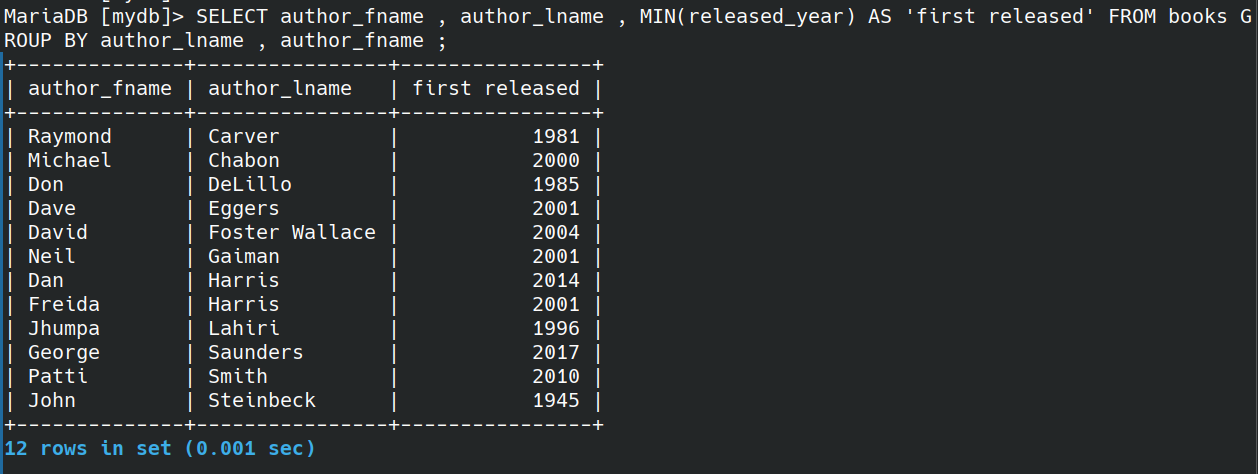 MariaDB [mydb]> SELECT author_fname , author_lname , MIN(released_year) AS 'first released' FROM books G
ROUP BY author_lname , author_fname ;
+--------------+----------------+----------------+
| author_fname | author_lname   | first released |
+--------------+----------------+----------------+
| Raymond      | Carver         |           1981 |
| Michael      | Chabon         |           2000 |
| Don          | DeLillo        |           1985 |
| Dave         | Eggers         |           2001 |
| David        | Foster Wallace |           2004 |
| Neil         | Gaiman         |           2001 |
| Dan          | Harris         |           2014 |
| Freida       | Harris         |           2001 |
| Jhumpa       | Lahiri         |           1996 |
| George       | Saunders       |           2017 |
| Patti        | Smith          |           2010 |
| John         | Steinbeck      |           1945 |
+--------------+----------------+----------------+
12 rows in set (0.001 sec)